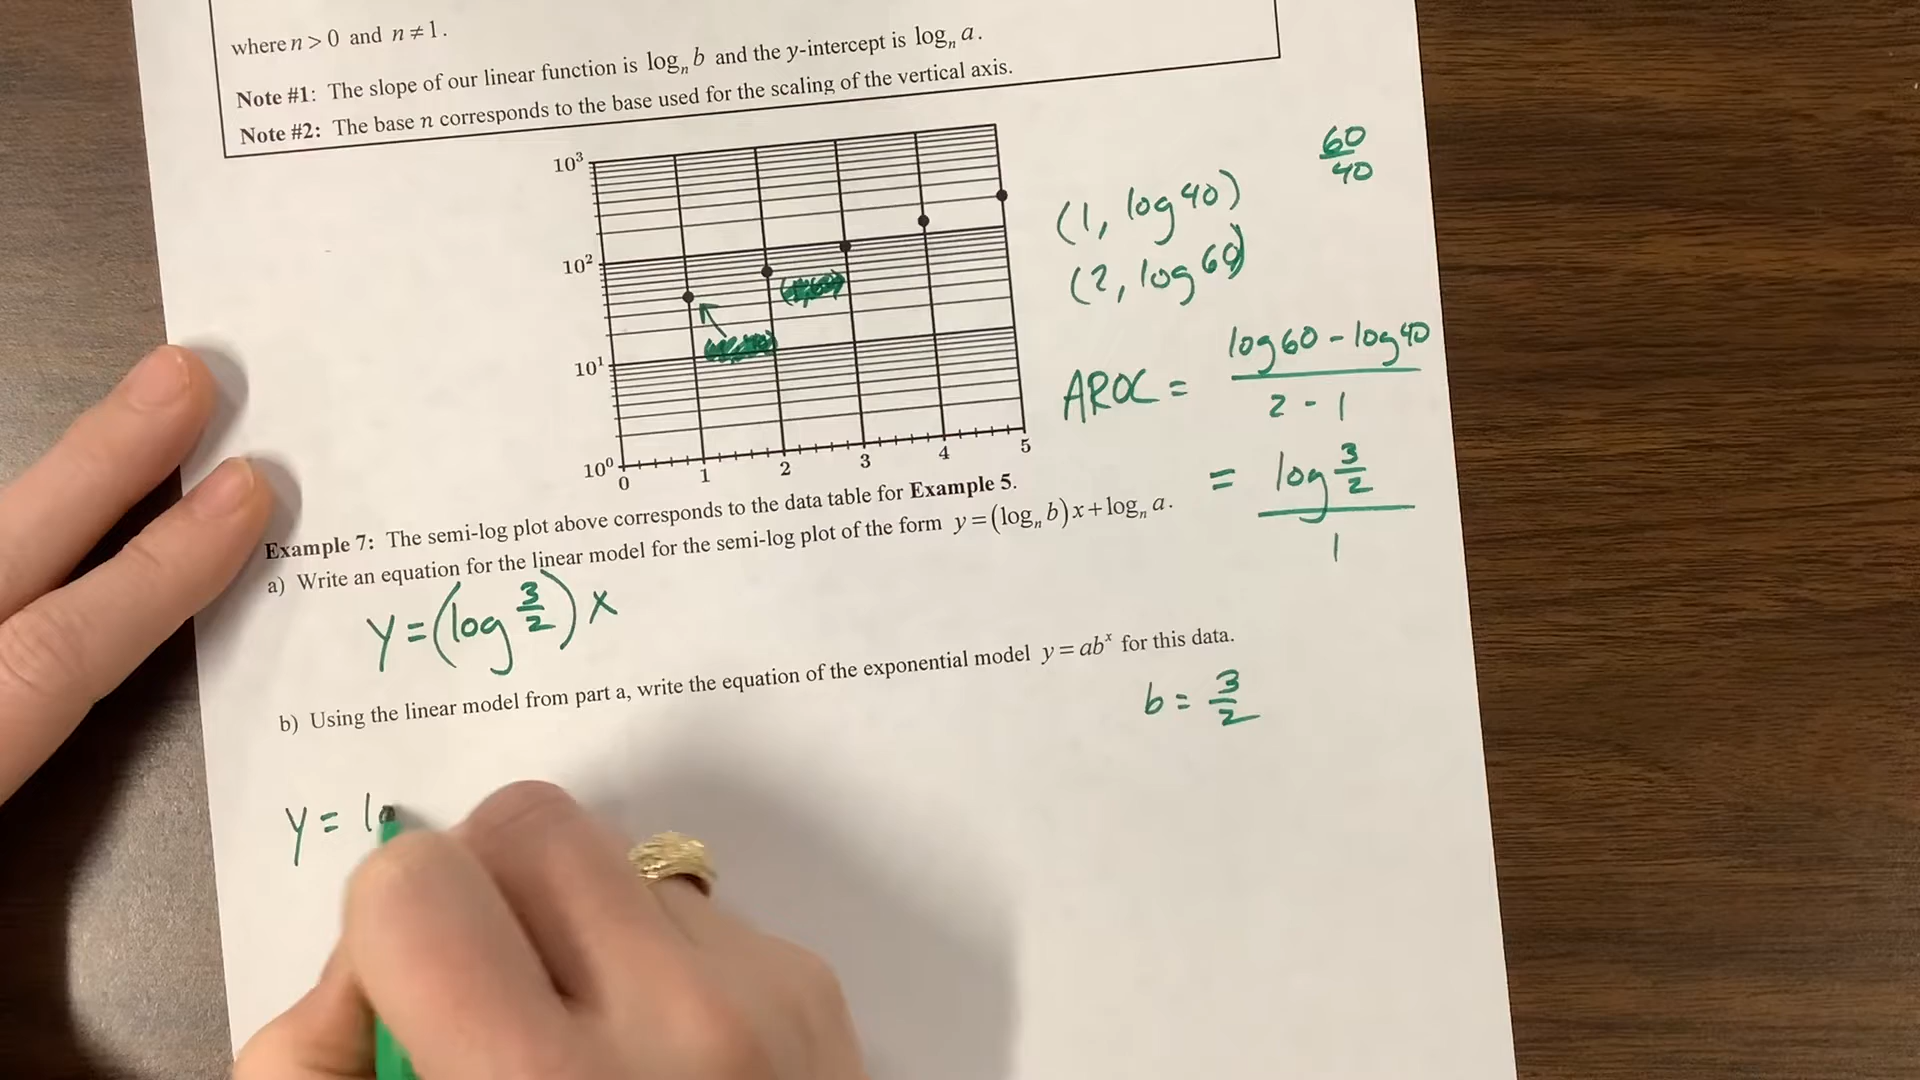 where n > 0 and n ≠ 1.
Note #1: The slope of our linear function is logₙ b and the y-intercept is logₙ a.
Note #2: The base n corresponds to the base used for the scaling of the vertical axis.
10³
10²
10¹
10⁰
0 1 2 3 4 5
60
40
(1, log 40)
(2, log 60)
AROC = log 60 - log 40
2 - 1
= log 3/2
1
Example 7: The semi-log plot above corresponds to the data table for Example 5.
a) Write an equation for the linear model for the semi-log plot of the form y = (logₙ b)x + logₙ a.
y = (log 3/2) x
b) Using the linear model from part a, write the equation of the exponential model y = abˣ for this data.
b = 3/2
y = lo